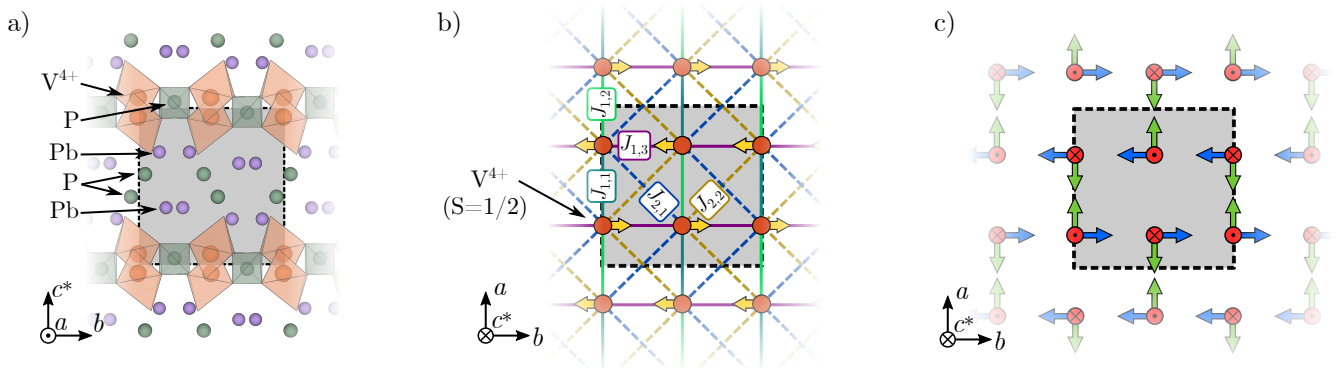 a)
V4+
P
Pb
P
Pb
c*
a
b
b)
J1,2
J1,3
J1,1
V4+
(S=1/2)
J2,1
J2,2
a
c*
b
c)
a
c*
b